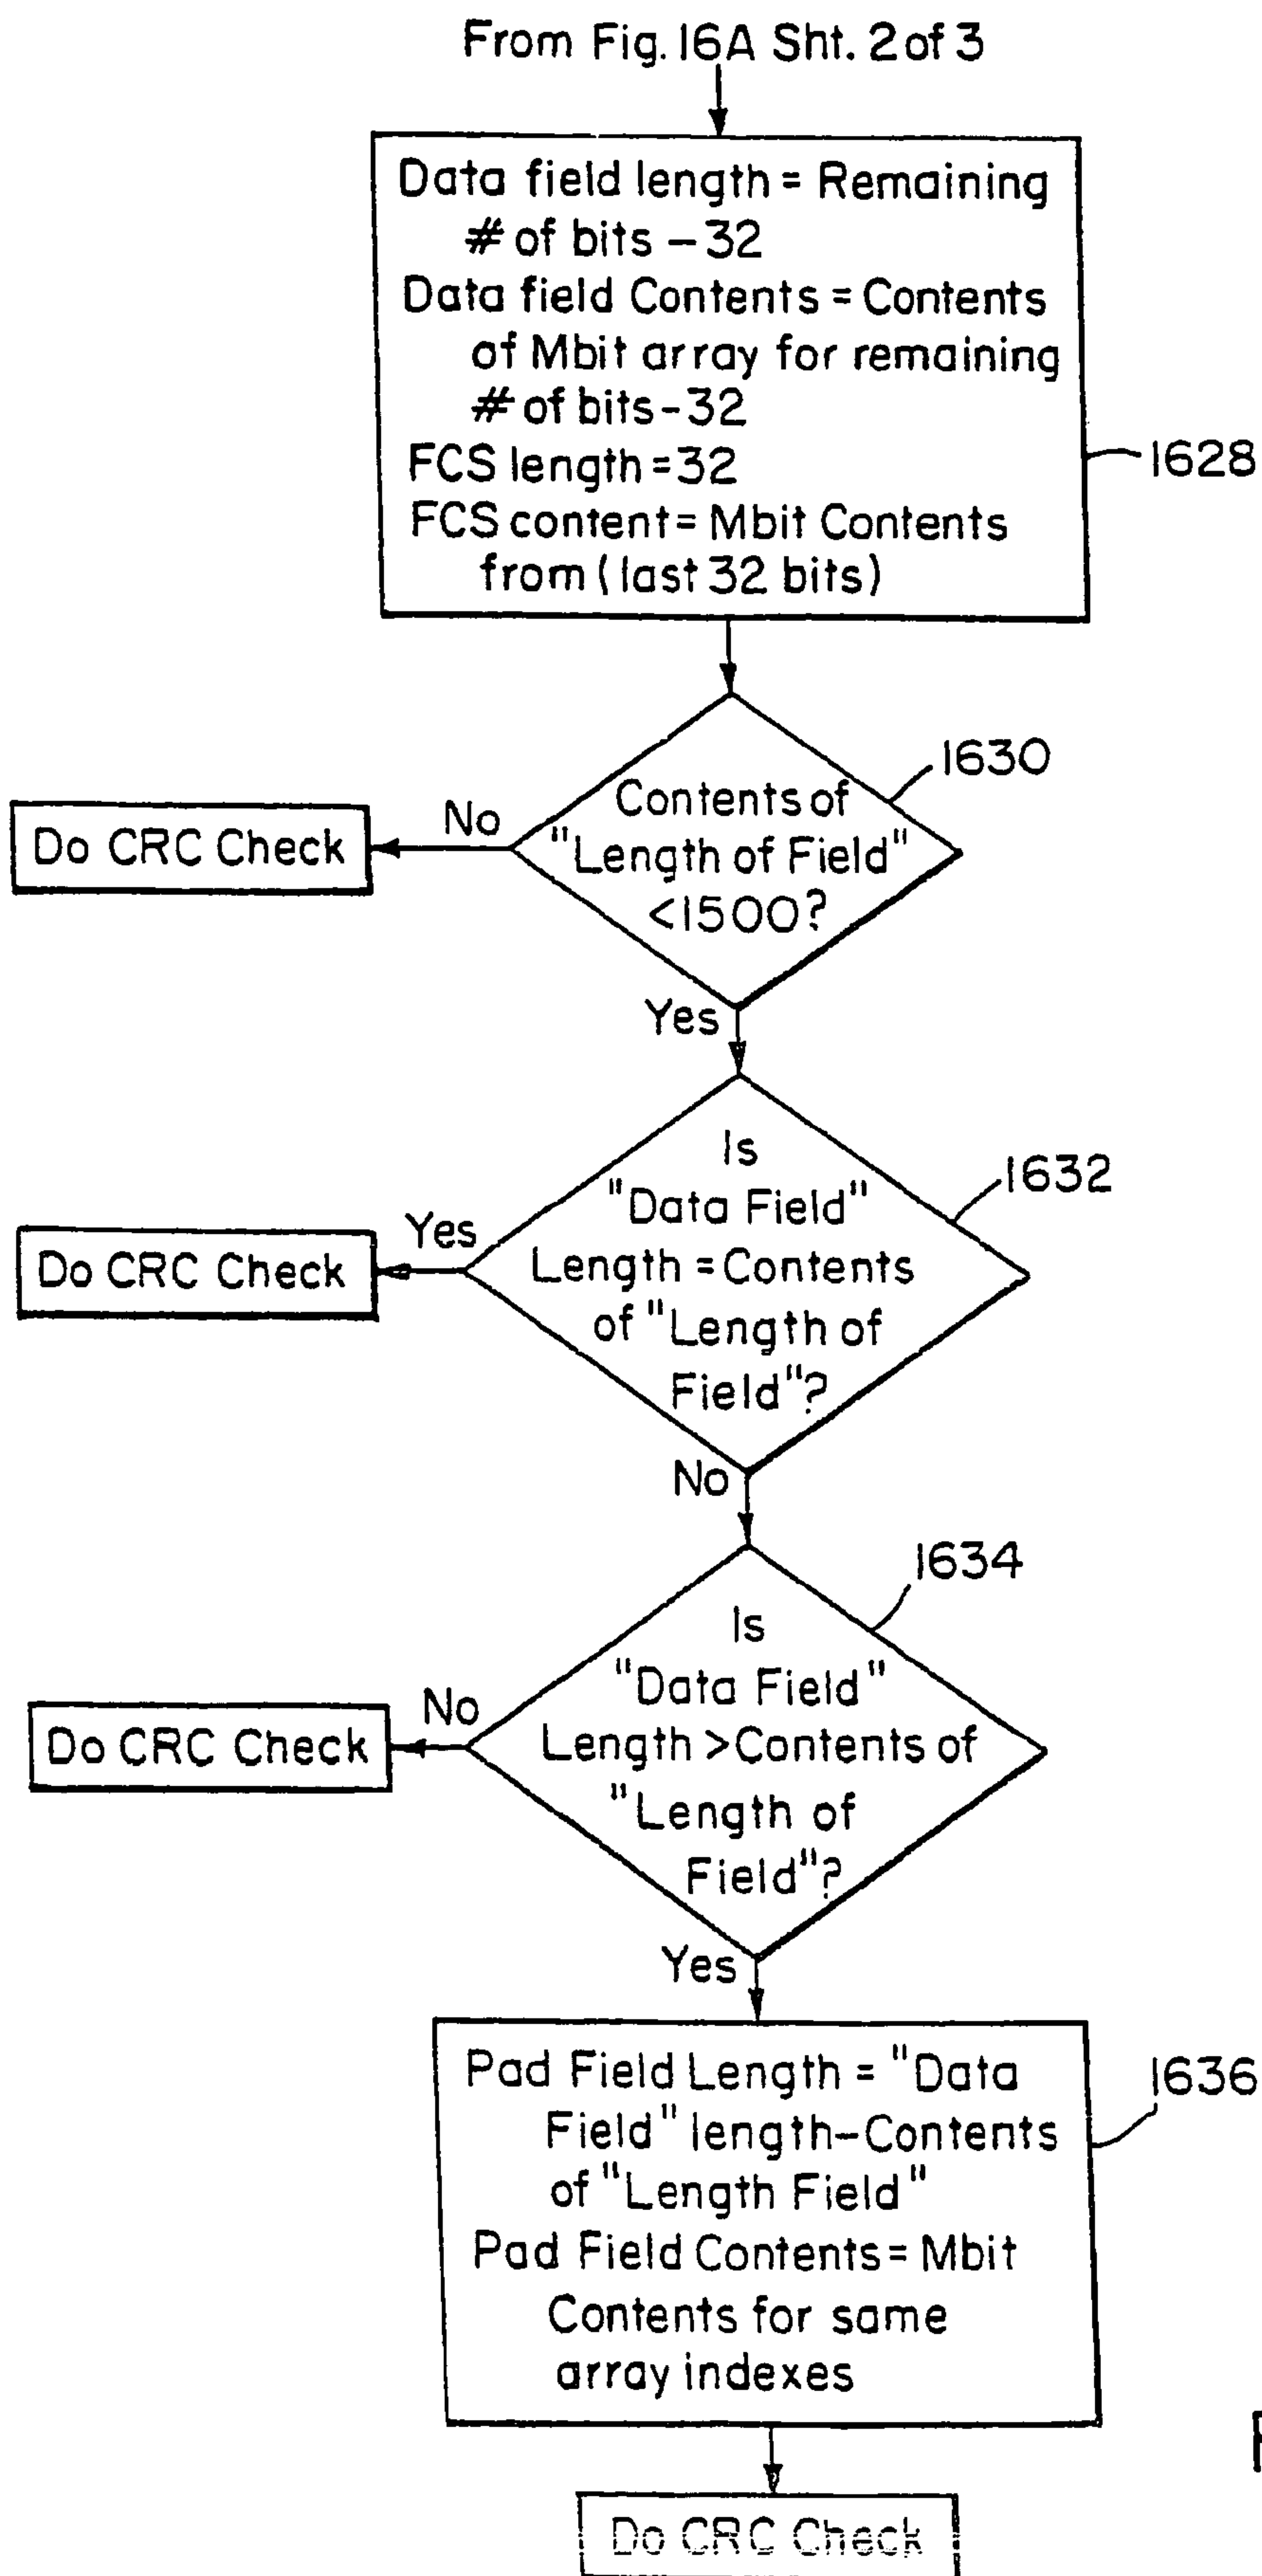 From Fig. 16A Sht. 2 of 3
Data field length = Remaining
# of bits - 32
Data field Contents = Contents
of Mbit array for remaining
# of bits-32
FCS length = 32
FCS content = Mbit Contents
from (last 32 bits)
1628
1630
Contents of
"Length of Field"
<1500?
No
Do CRC Check
Yes
1632
Is
"Data Field"
Length = Contents
of "Length of
Field"?
Yes
Do CRC Check
No
1634
Is
"Data Field"
Length > Contents of
"Length of
Field"?
No
Do CRC Check
Yes
Pad Field Length = "Data
Field" length-Contents
of "Length Field"
Pad Field Contents = Mbit
Contents for same
array indexes
1636
Do CRC Check